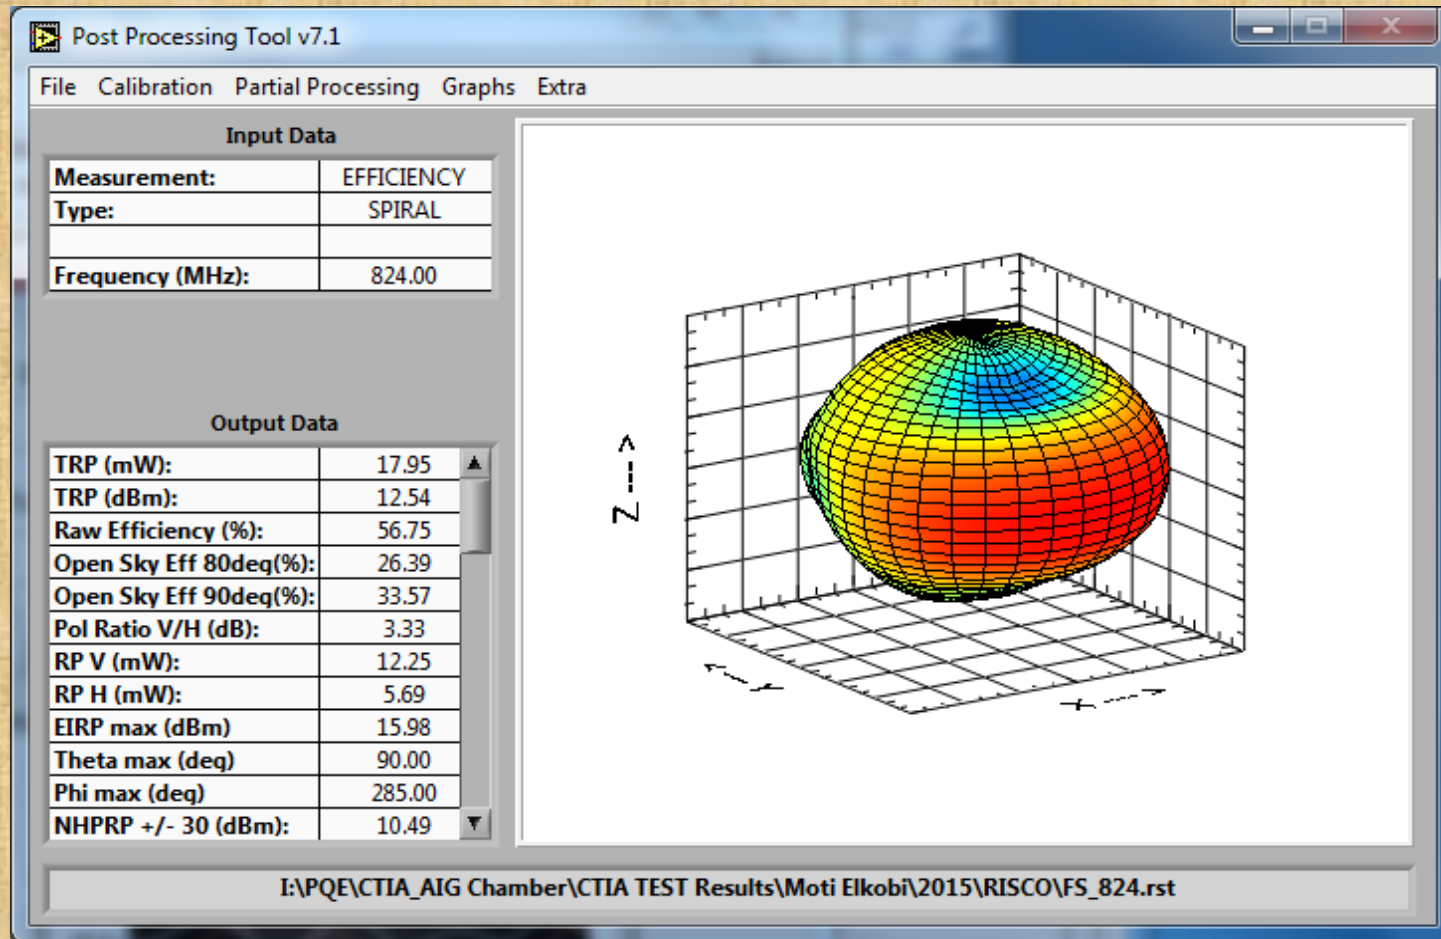 Post Processing Tool v7.1
File Calibration Partial Processing Graphs Extra
Input Data
Measurement: EFFICIENCY
Type: SPIRAL
Frequency (MHz): 824.00
Output Data
TRP (mW): 17.95
TRP (dBm): 12.54
Raw Efficiency (%): 56.75
Open Sky Eff 80deg(%): 26.39
Open Sky Eff 90deg(%): 33.57
Pol Ratio V/H (dB): 3.33
RP V (mW): 12.25
RP H (mW): 5.69
EIRP max (dBm) 15.98
Theta max (deg) 90.00
Phi max (deg) 285.00
NHPRP +/- 30 (dBm): 10.49
Z --->
<--- Y
X --->
I:\PQE\CTIA_AIG Chamber\CTIA TEST Results\Moti Elkobi\2015\RISCO\FS_824.rst